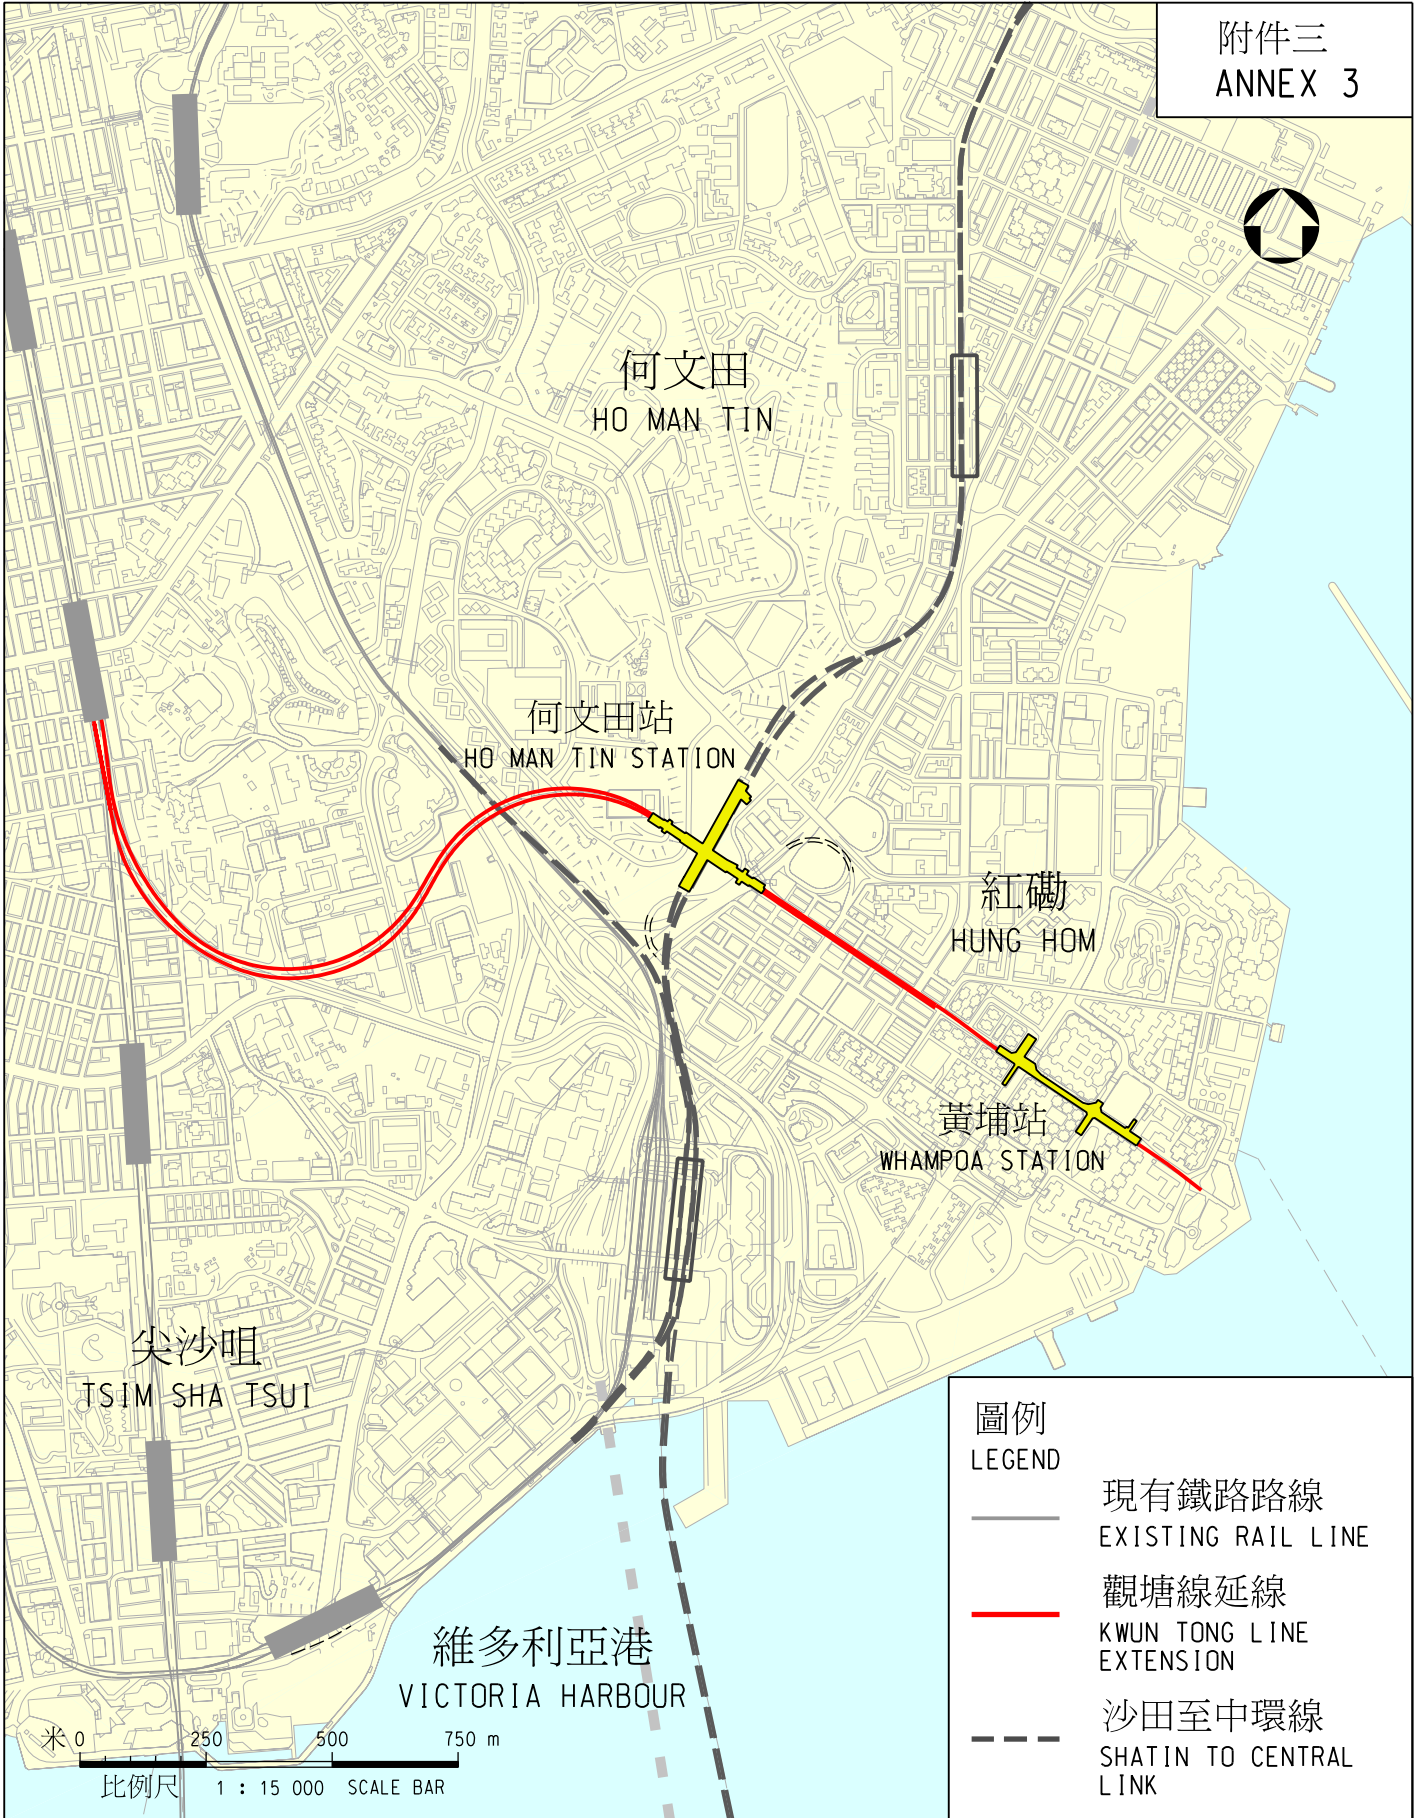 附件三
ANNEX 3
何文田
HO MAN TIN
何文田站
HO MAN TIN STATION
紅磡
HUNG HOM
黃埔站
WHAMPOA STATION
尖沙咀
TSIM SHA TSUI
維多利亞港
VICTORIA HARBOUR
米 0 250 500 750 m
比例尺 1 : 15 000 SCALE BAR
圖例
LEGEND
現有鐵路路線
EXISTING RAIL LINE
觀塘線延線
KWUN TONG LINE
EXTENSION
沙田至中環線
SHATIN TO CENTRAL
LINK